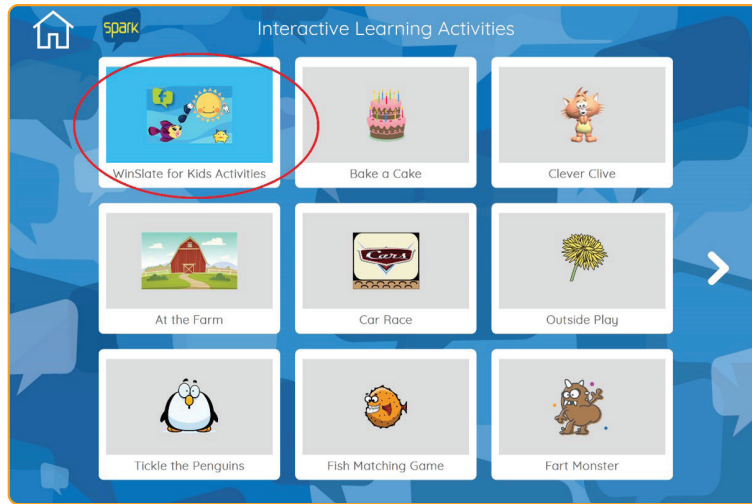 spark
Interactive Learning Activities
WinSlate for Kids Activities
Bake a Cake
Clever Clive
Cars
At the Farm
Car Race
Outside Play
Tickle the Penguins
Fish Matching Game
Fart Monster